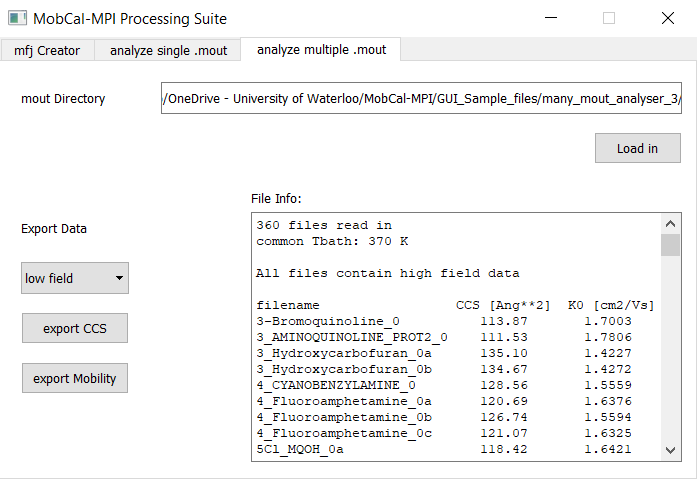 MobCal-MPI Processing Suite
mfj Creator analyze single .mout analyze multiple .mout
mout Directory /OneDrive - University of Waterloo/MobCal-MPI/GUI_Sample_files/many_mout_analyser_3/
Load in
File Info:
Export Data
low field
export CCS
export Mobility
360 files read in
common Tbath: 370 K
All files contain high field data
filename CCS [Ang**2] K0 [cm2/Vs]
3-Bromoquinoline_0 113.87 1.7003
3_AMINOQUINOLINE_PROT2_0 111.53 1.7806
3_Hydroxycarbofuran_0a 135.10 1.4227
3_Hydroxycarbofuran_0b 134.67 1.4272
4_CYANOBENZYLAMINE_0 128.56 1.5559
4_Fluoroamphetamine_0a 120.69 1.6376
4_Fluoroamphetamine_0b 126.74 1.5594
4_Fluoroamphetamine_0c 121.07 1.6325
5Cl_MQOH_0a 118.42 1.6421